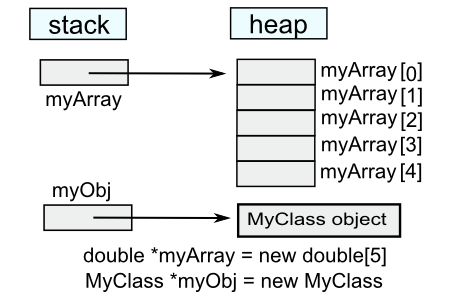 stack
heap
myArray
myArray[0]
myArray[1]
myArray[2]
myArray[3]
myArray[4]
myObj
MyClass object
double *myArray = new double[5]
MyClass *myObj = new MyClass